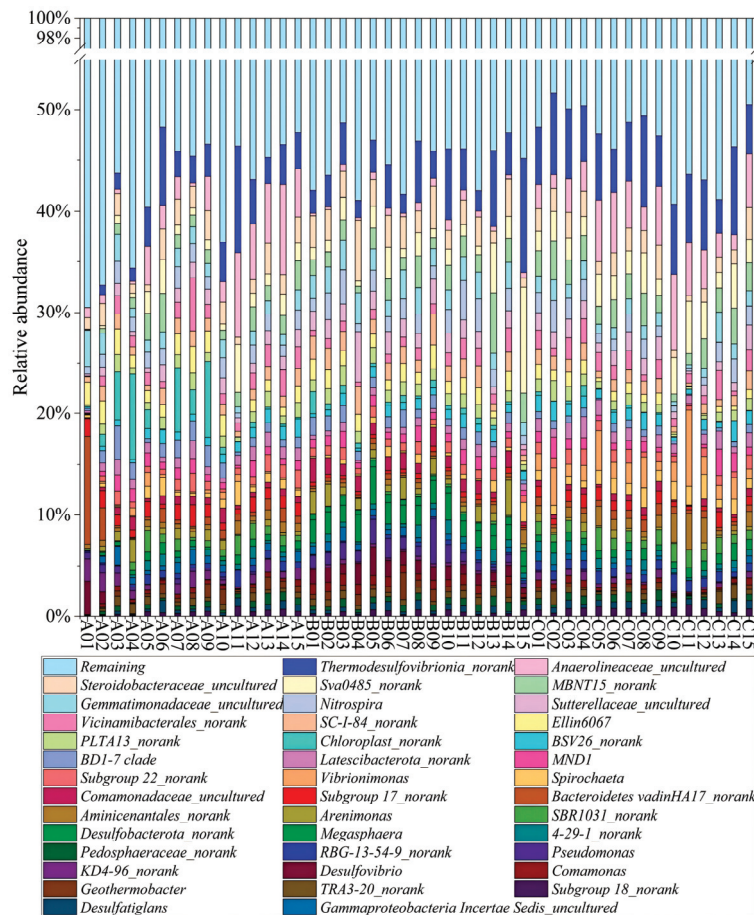 100%
98%
50%
40%
30%
20%
10%
0%
Relative abundance
A01 A02 A03 A04 A05 A06 A07 A08 A09 A10 A11 A12 A13 A14 A15 B01 B02 B03 B04 B05 B06 B07 B08 B09 B10 B11 B12 B13 B14 B15 C01 C02 C03 C04 C05 C06 C07 C08 C09 C10 C11 C12 C13 C14 C15
Remaining Thermodesulfovibrionia_norank Anaerolineaceae_uncultured
Steroidobacteraceae_uncultured Sva0485_norank MBNT15_norank
Gemmatimonadaceae_uncultured Nitrospira Sutterellaceae_uncultured
Vicinamibacterales_norank SC-I-84_norank Ellin6067
PLTA13_norank Chloroplast_norank BSV26_norank
BD1-7 clade Latescibacterota_norank MND1
Subgroup 22_norank Vibrionimonas Spirochaeta
Comamonadaceae_uncultured Subgroup 17_norank Bacteroidetes vadinHA17_norank
Aminicenantales_norank Arenimonas SBR1031_norank
Desulfobacterota_norank Megasphaera 4-29-1_norank
Pedosphaeraceae_norank RBG-13-54-9_norank Pseudomonas
KD4-96_norank Desulfovibrio Comamonas
Geothermobacter TRA3-20_norank Subgroup 18_norank
Desulfatiglans Gammaproteobacteria Incertae Sedis_uncultured